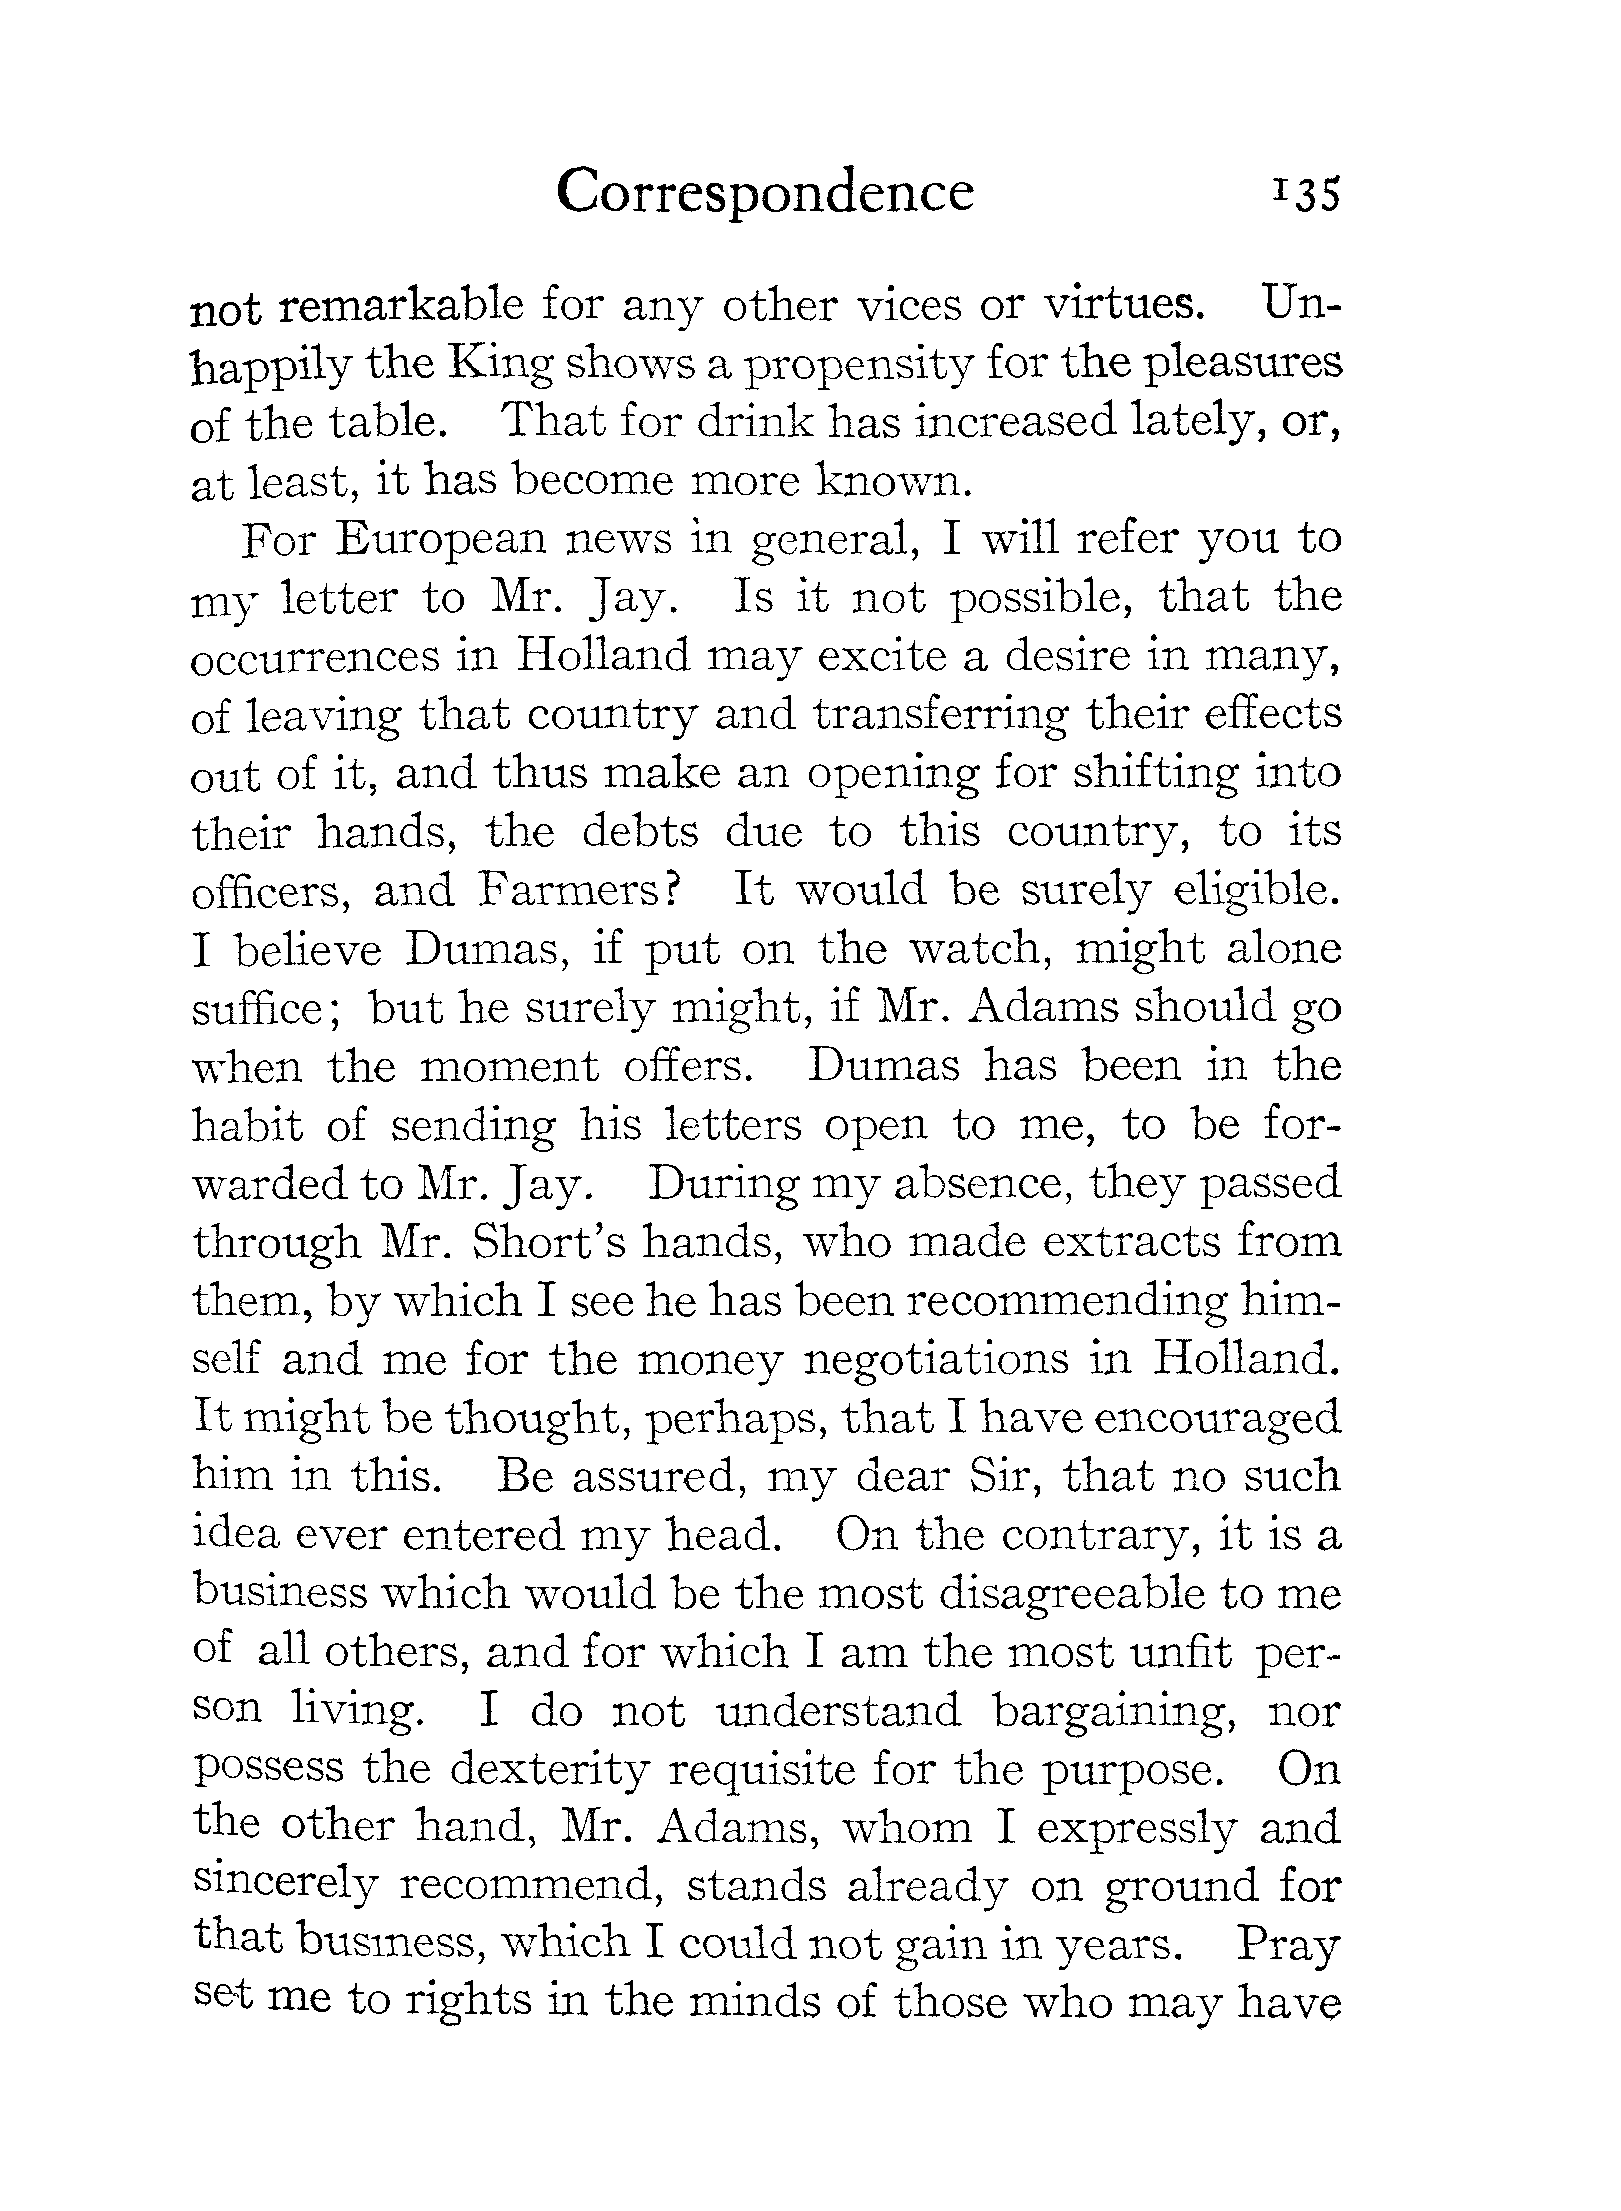 Correspondence 135
not remarkable for any other vices or virtues. Un-
happily the King shows a propensity for the pleasures
of the table. That for drink has increased lately, or,
at least, it has become more known.
For European news in general, I will refer you to
my letter to Mr. Jay. Is it not possible, that the
occurrences in Holland may excite a desire in many,
of leaving that country and transferring their effects
out of it, and thus make an opening for shifting into
their hands, the debts due to this country, to its
officers, and Farmers? It would be surely eligible.
I believe Dumas, if put on the watch, might alone
suffice; but he surely might, if Mr. Adams should go
when the moment offers. Dumas has been in the
habit of sending his letters open to me, to be for-
warded to Mr. Jay. During my absence, they passed
through Mr. Short's hands, who made extracts from
them, by which I see he has been recommending him-
self and me for the money negotiations in Holland.
It might be thought, perhaps, that I have encouraged
him in this. Be assured, my dear Sir, that no such
idea ever entered my head. On the contrary, it is a
business which would be the most disagreeable to me
of all others, and for which I am the most unfit per-
son living. I do not understand bargaining, nor
possess the dexterity requisite for the purpose. On
the other hand, Mr. Adams, whom I expressly and
sincerely recommend, stands already on ground for
that business, which I could not gain in years. Pray
set me to rights in the minds of those who may have